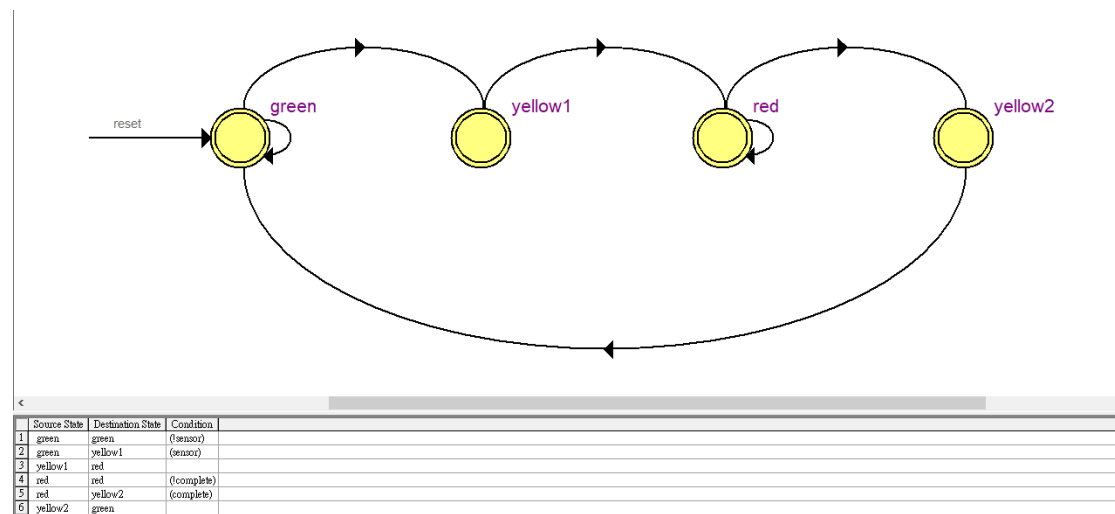 green
yellow1
red
yellow2
reset
<
Source State Destination State Condition
1 green green (!sensor)
2 green yellow1 (sensor)
3 yellow1 red
4 red red (!complete)
5 red yellow2 (complete)
6 yellow2 green